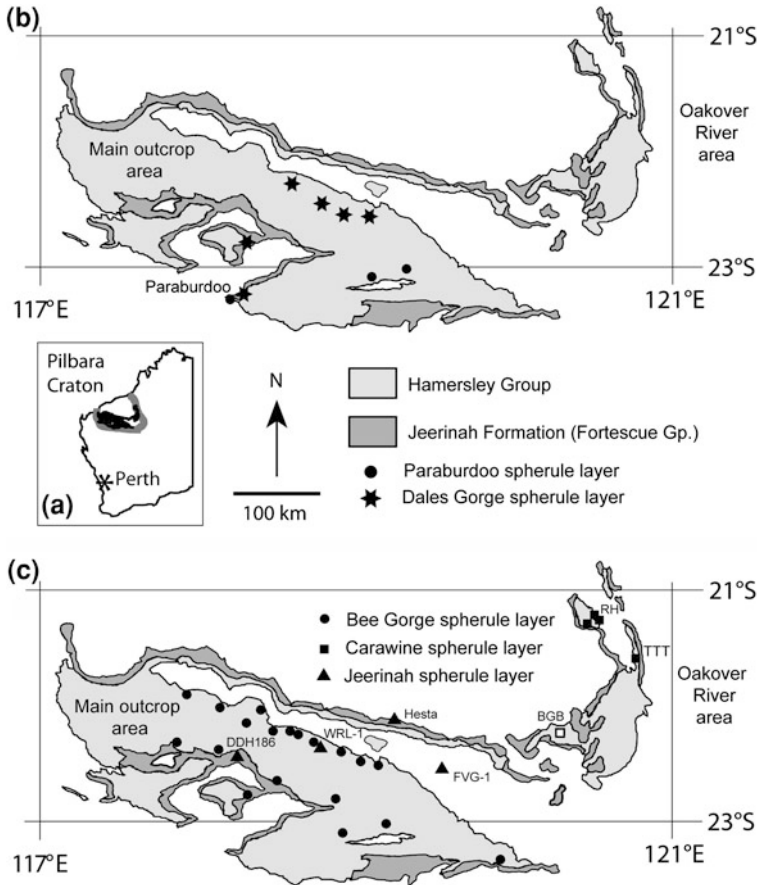 (b)
21°S
Oakover
River
area
Main outcrop
area
Paraburdoo
23°S
117°E
121°E
Pilbara
Craton
Perth
(a)
N
100 km
Hamersley Group
Jeerinah Formation (Fortescue Gp.)
Paraburdoo spherule layer
Dales Gorge spherule layer
(c)
21°S
Bee Gorge spherule layer
Carawine spherule layer
Jeerinah spherule layer
RH
TTT
Oakover
River
area
Main outcrop
area
Hesta
BGB
WRL-1
DDH186
FVG-1
23°S
117°E
121°E